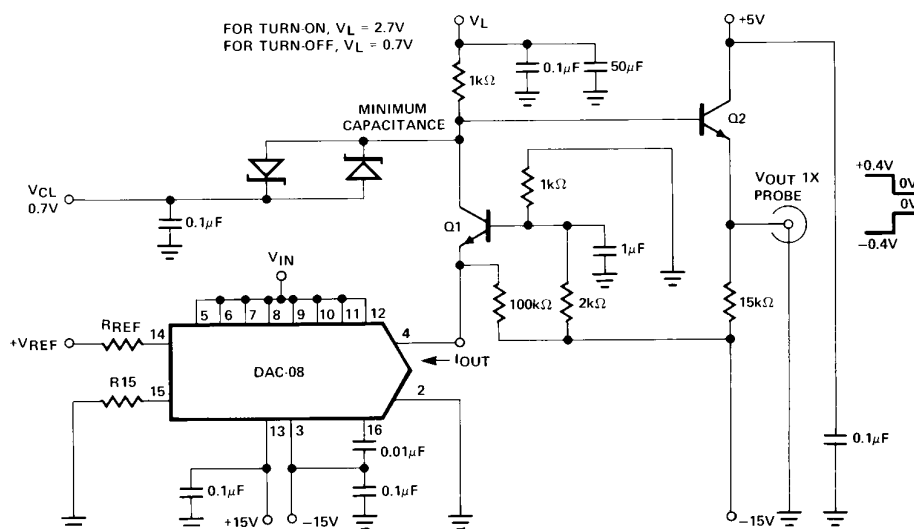 FOR TURN-ON, VL = 2.7V
FOR TURN-OFF, VL = 0.7V
VL
+5V
0.1µF
50µF
1kΩ
MINIMUM
CAPACITANCE
Q2
VCL
0.7V
0.1µF
1kΩ
Q1
1µF
VOUT 1X
PROBE
+0.4V
0V
0V
-0.4V
VIN
5 6 7 8 9 10 11 12
100kΩ
2kΩ
15kΩ
+VREF
RREF
14
4
IOUT
DAC-08
R15
15
2
13 3 16
0.01µF
0.1µF
0.1µF
0.1µF
+15V
-15V
-15V